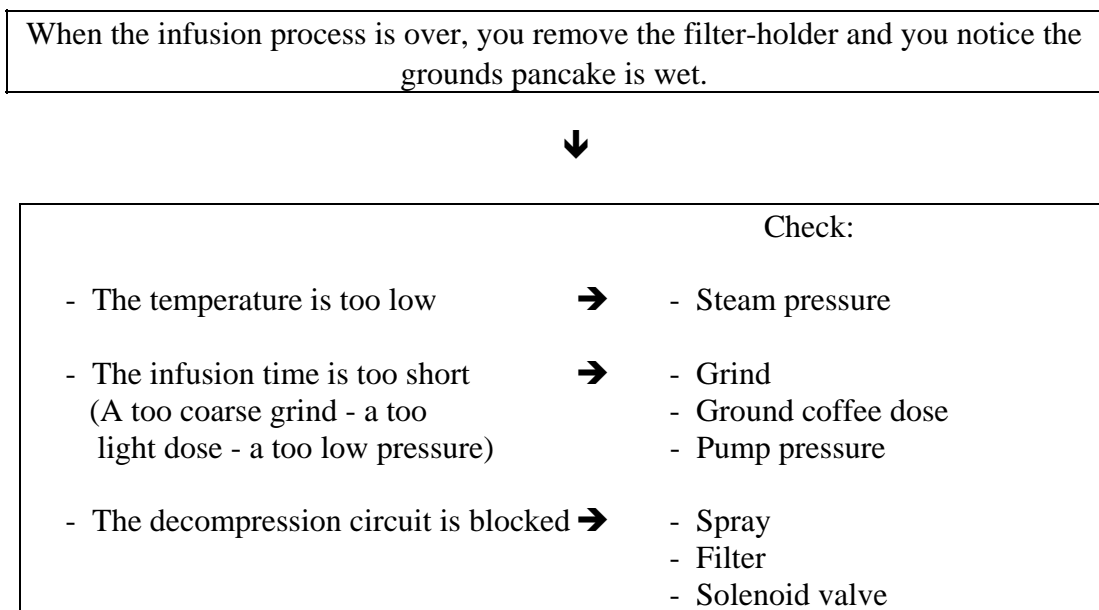 When the infusion process is over, you remove the filter-holder and you notice the
grounds pancake is wet.
↓
Check:
- The temperature is too low ➔ - Steam pressure
- The infusion time is too short ➔ - Grind
(A too coarse grind - a too - Ground coffee dose
light dose - a too low pressure) - Pump pressure
- The decompression circuit is blocked ➔ - Spray
- Filter
- Solenoid valve